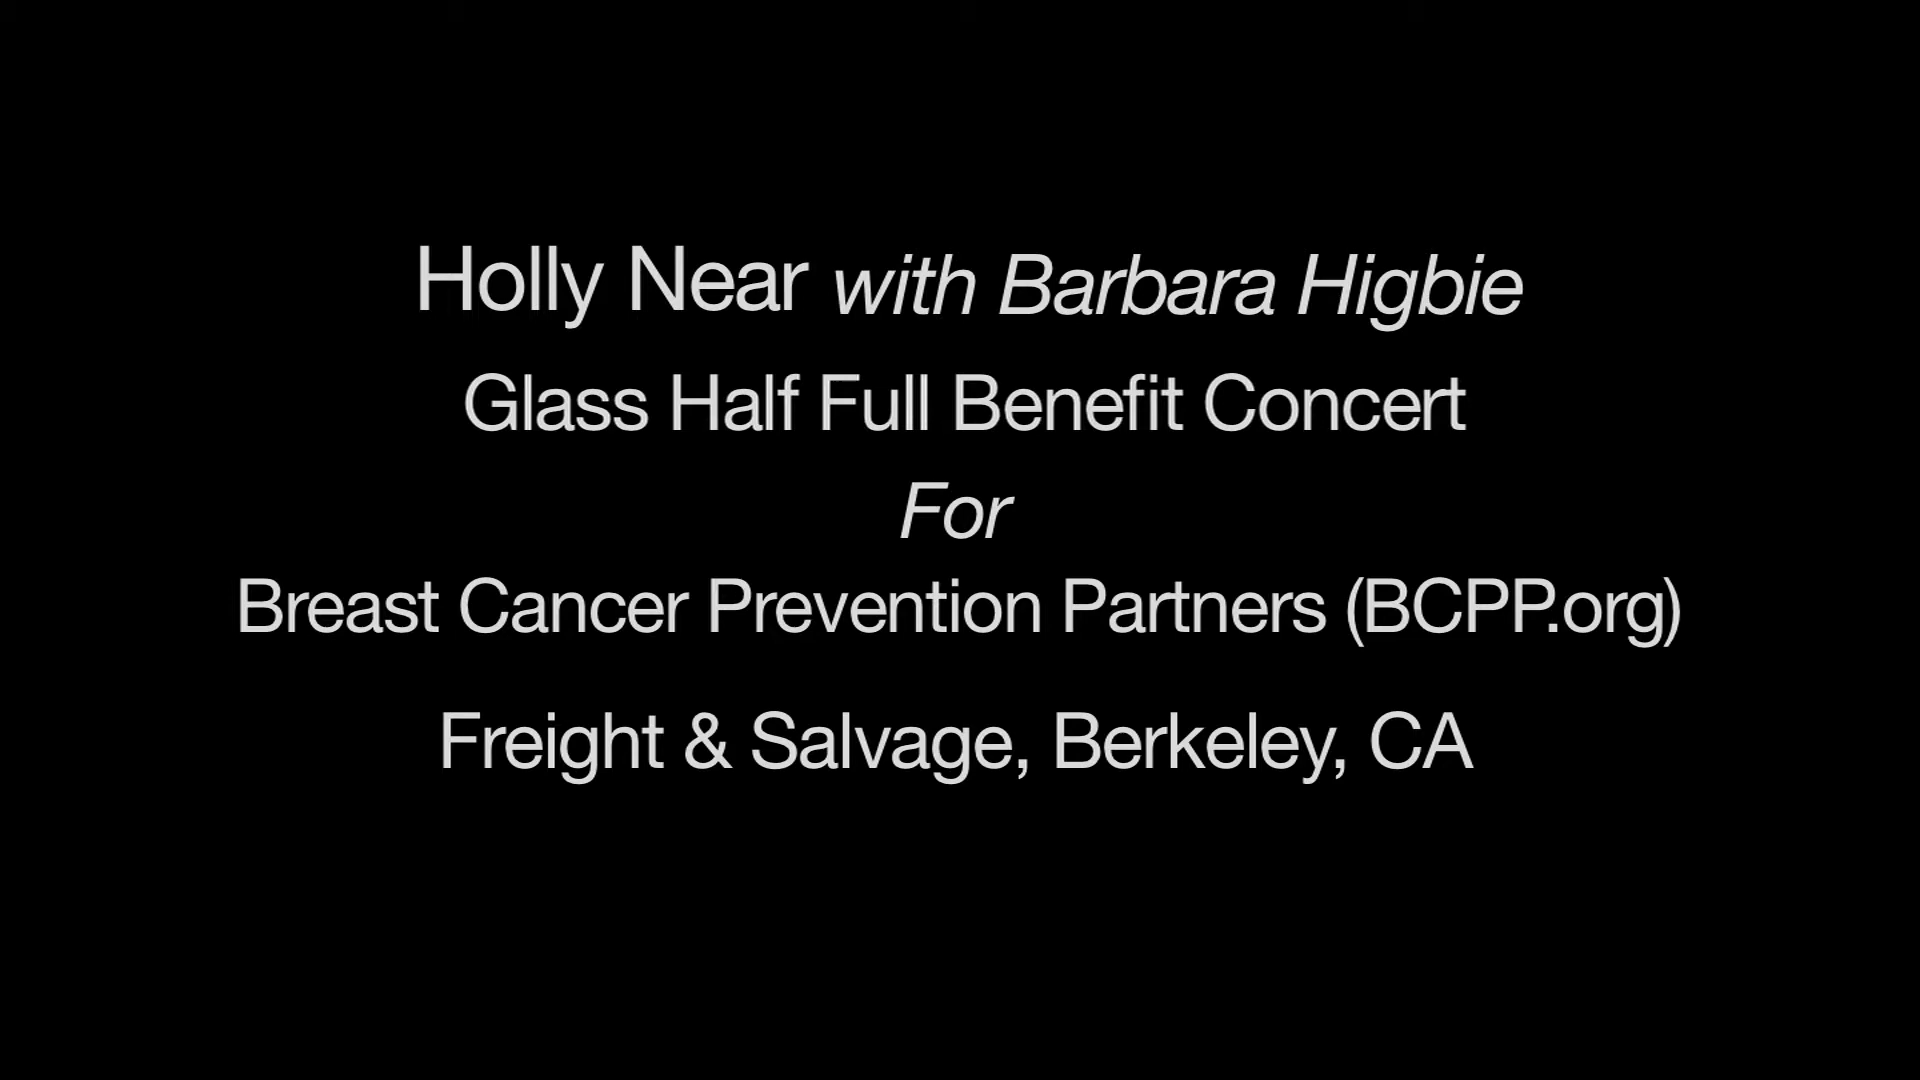 Holly Near with Barbara Higbie
Glass Half Full Benefit Concert
For
Breast Cancer Prevention Partners (BCPP.org)
Freight & Salvage, Berkeley, CA